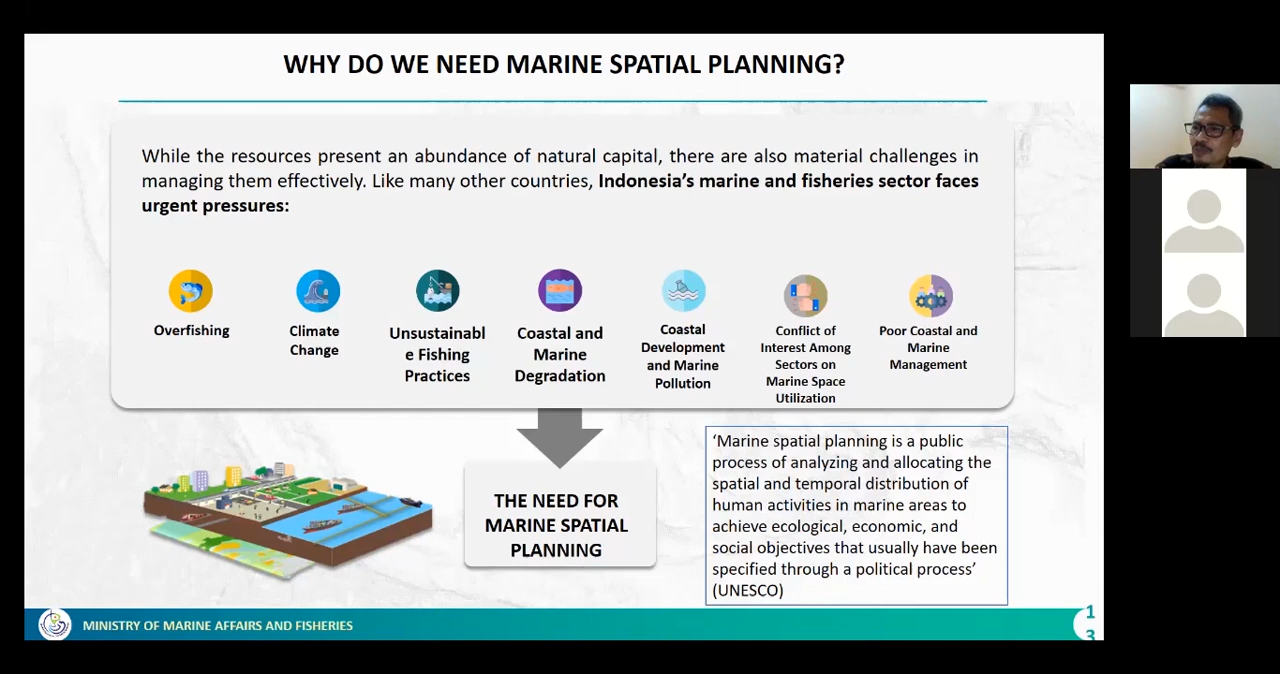 WHY DO WE NEED MARINE SPATIAL PLANNING?
While the resources present an abundance of natural capital, there are also material challenges in
managing them effectively. Like many other countries, Indonesia’s marine and fisheries sector faces
urgent pressures:
Overfishing
Climate
Change
Unsustainabl
e Fishing
Practices
Coastal and
Marine
Degradation
Coastal
Development
and Marine
Pollution
Conflict of
Interest Among
Sectors on
Marine Space
Utilization
Poor Coastal and
Marine
Management
THE NEED FOR
MARINE SPATIAL
PLANNING
‘Marine spatial planning is a public
process of analyzing and allocating the
spatial and temporal distribution of
human activities in marine areas to
achieve ecological, economic, and
social objectives that usually have been
specified through a political process’
(UNESCO)
MINISTRY OF MARINE AFFAIRS AND FISHERIES
1
3